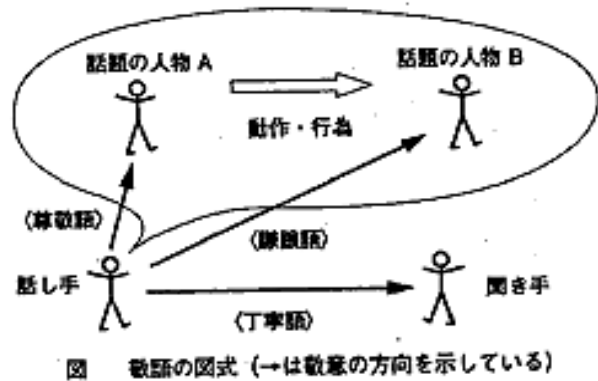 話題の人物 A
話題の人物 B
動作・行為
(尊敬語)
(謙譲語)
話し手
聞き手
(丁寧語)
図 敬語の図式 (→は敬意の方向を示している)